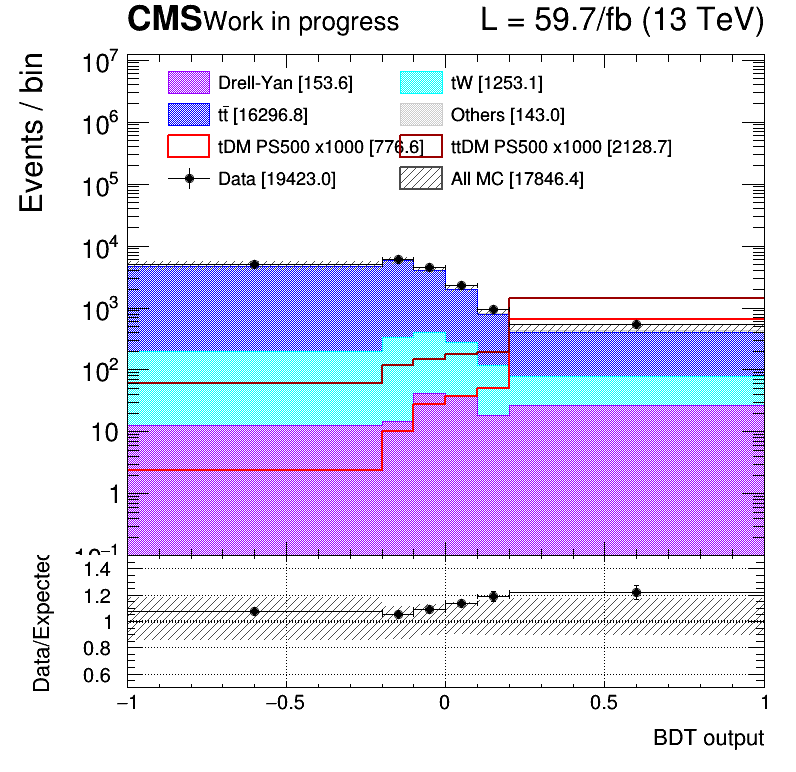 CMS Work in progress L = 59.7/fb (13 TeV)
Events / bin
Drell-Yan [153.6] tW [1253.1]
tt̄ [16296.8] Others [143.0]
tDM PS500 x1000 [776.6] ttDM PS500 x1000 [2128.7]
Data [19423.0] All MC [17846.4]
10⁷
10⁶
10⁵
10⁴
10³
10²
10
1
10⁻¹
Data/Expected
1.4
1.2
1
0.8
0.6
−1 −0.5 0 0.5 1
BDT output